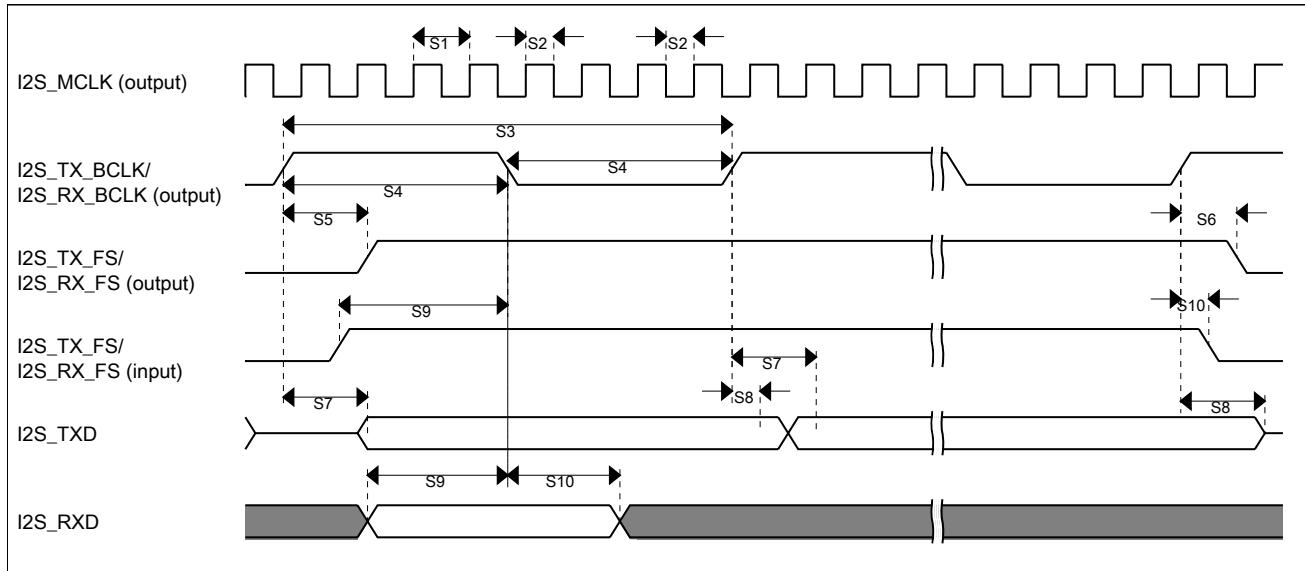 S1 S2 S2
I2S_MCLK (output)
S3
I2S_TX_BCLK/
I2S_RX_BCLK (output)
S4
S4
S5
S6
I2S_TX_FS/
I2S_RX_FS (output)
S9
S10
I2S_TX_FS/
I2S_RX_FS (input)
S7
S7
S8
S8
I2S_TXD
S9 S10
I2S_RXD